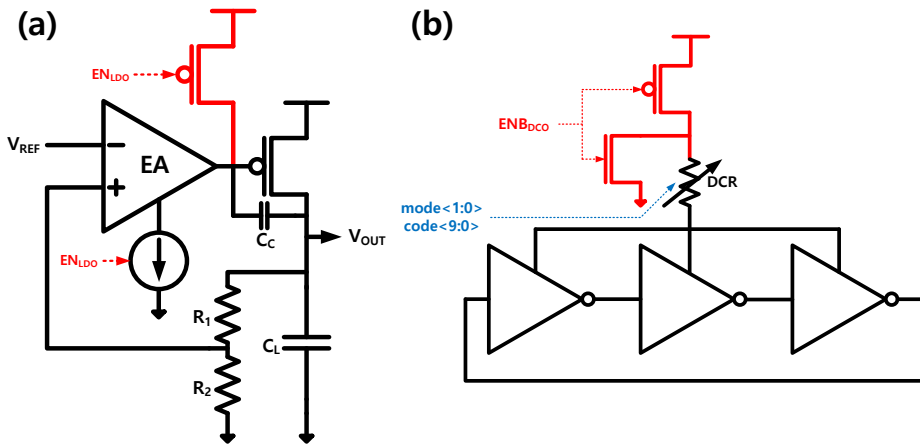 (a)
EN_LDO
V_REF
EA
C_C
V_OUT
EN_LDO
R_1
C_L
R_2
(b)
ENB_DCO
DCR
mode<1:0>
code<9:0>